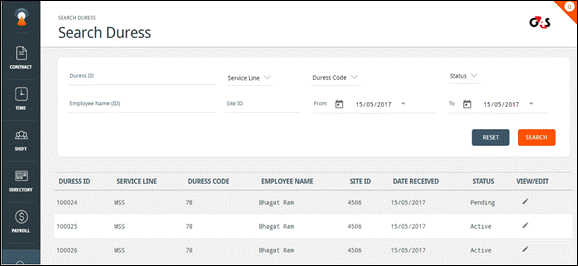 SEARCH DURESS
Search Duress
G4S
0
CONTRACT
TIME
SHIFT
DIRECTORY
PAYROLL
Duress ID Service Line Duress Code Status
Employee Name (ID) Site ID From 15/05/2017 To 15/05/2017
RESET SEARCH
DURESS ID SERVICE LINE DURESS CODE EMPLOYEE NAME SITE ID DATE RECEIVED STATUS VIEW/EDIT
100024 MSS 78 Bhagat Ram 4506 15/05/2017 Pending
100025 MSS 78 Bhagat Ram 4506 15/05/2017 Active
100026 MSS 78 Bhagat Ram 4506 15/05/2017 Active